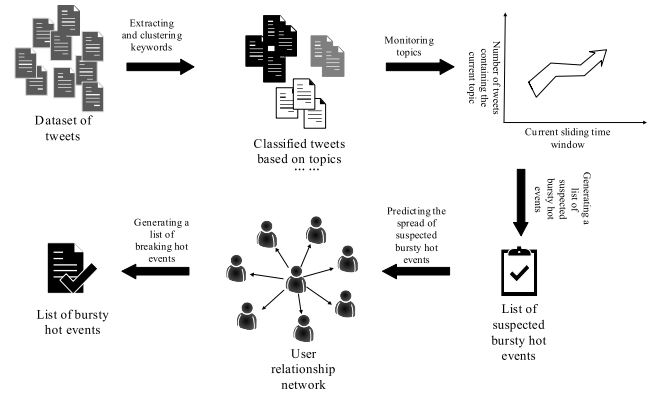 Extracting
and clustering
keywords
Dataset of
tweets
Classified tweets
based on topics
... ...
Monitoring
topics
Number of tweets
containing the
current topic
Current sliding time
window
Generating a
list of
suspected
bursty hot
events
List of
suspected
bursty hot
events
Predicting the
spread of
suspected
bursty hot
events
User
relationship
network
Generating a
list of
breaking hot
events
List of bursty
hot events